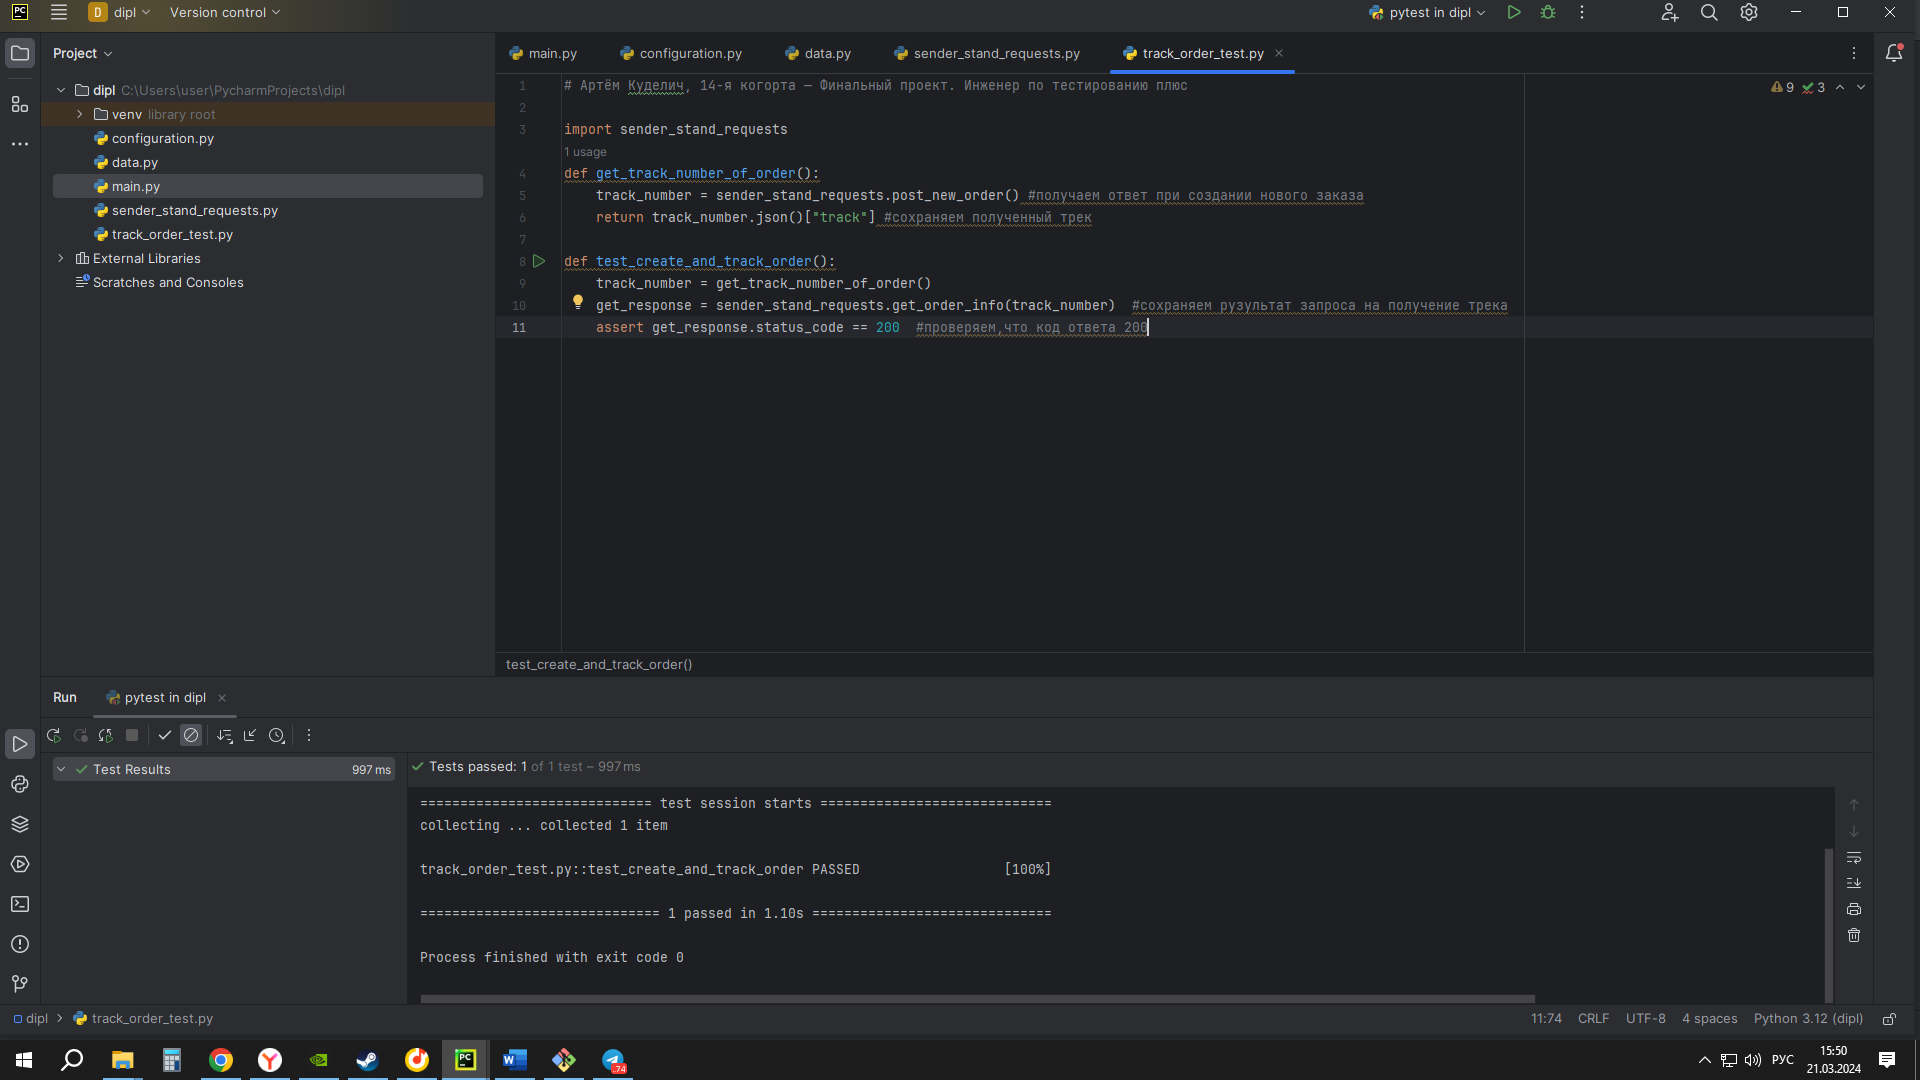 PC
D dipl
Version control
pytest in dipl
Project
main.py
configuration.py
data.py
sender_stand_requests.py
track_order_test.py
dipl C:\Users\user\PycharmProjects\dipl
venv library root
configuration.py
data.py
main.py
sender_stand_requests.py
track_order_test.py
External Libraries
Scratches and Consoles
9 3
1 # Артём Куделич, 14-я когорта — Финальный проект. Инженер по тестированию плюс
2
3 import sender_stand_requests
1 usage
4 def get_track_number_of_order():
5 track_number = sender_stand_requests.post_new_order() #получаем ответ при создании нового заказа
6 return track_number.json()["track"] #сохраняем полученный трек
7
8 def test_create_and_track_order():
9 track_number = get_track_number_of_order()
10 get_response = sender_stand_requests.get_order_info(track_number) #сохраняем рузультат запроса на получение трека
11 assert get_response.status_code == 200 #проверяем,что код ответа 200
test_create_and_track_order()
Run
pytest in dipl
Test Results 997 ms
Tests passed: 1 of 1 test – 997 ms
============================= test session starts =============================
collecting ... collected 1 item
track_order_test.py::test_create_and_track_order PASSED [100%]
============================== 1 passed in 1.10s ==============================
Process finished with exit code 0
dipl > track_order_test.py
11:74 CRLF UTF-8 4 spaces Python 3.12 (dipl)
PC
W
74
РУС
15:50
21.03.2024